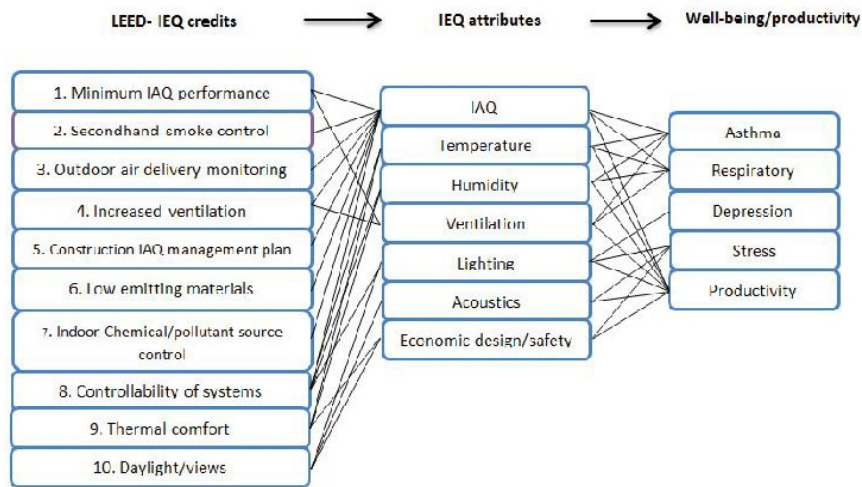 LEED- IEQ credits
IEQ attributes
Well-being/productivity
1. Minimum IAQ performance
2. Secondhand smoke control
3. Outdoor air delivery monitoring
4. Increased ventilation
5. Construction IAQ management plan
6. Low emitting materials
7. Indoor Chemical/pollutant source
control
8. Controllability of systems
9. Thermal comfort
10. Daylight/views
IAQ
Temperature
Humidity
Ventilation
Lighting
Acoustics
Economic design/safety
Asthma
Respiratory
Depression
Stress
Productivity